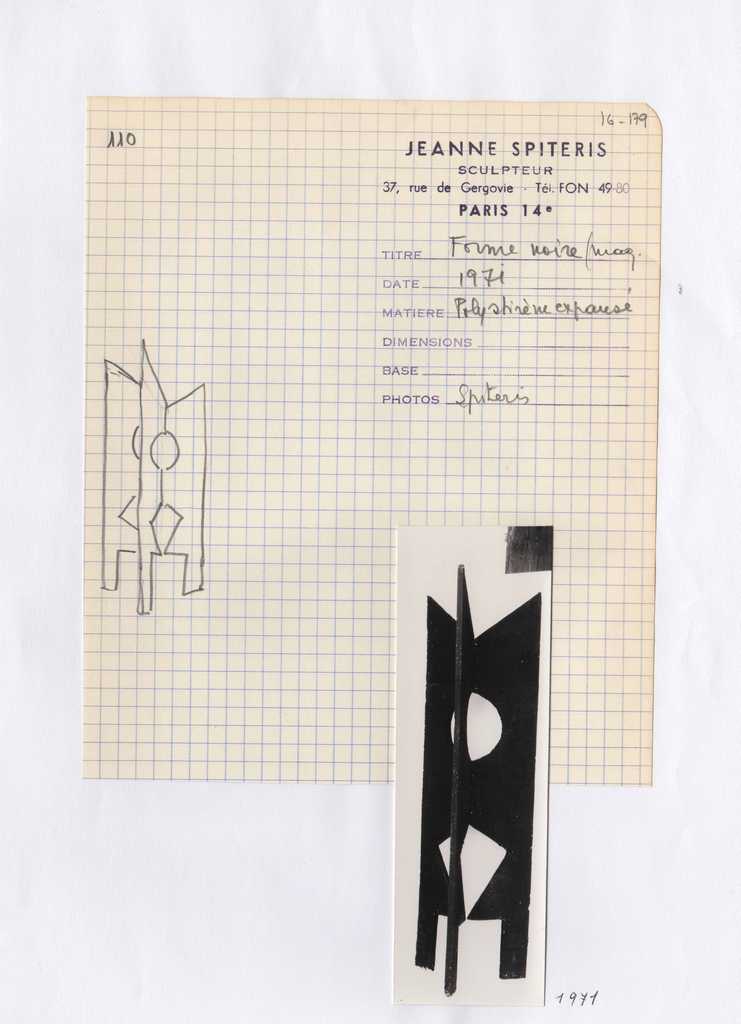 16-179
110
JEANNE SPITERIS
SCULPTEUR
37, rue de Gergovie - Tél. FON 49-80
PARIS 14e
TITRE Forme noire/maq.
DATE 1971
MATIERE Polystirène expansé
DIMENSIONS
BASE
PHOTOS Spiteris
1971